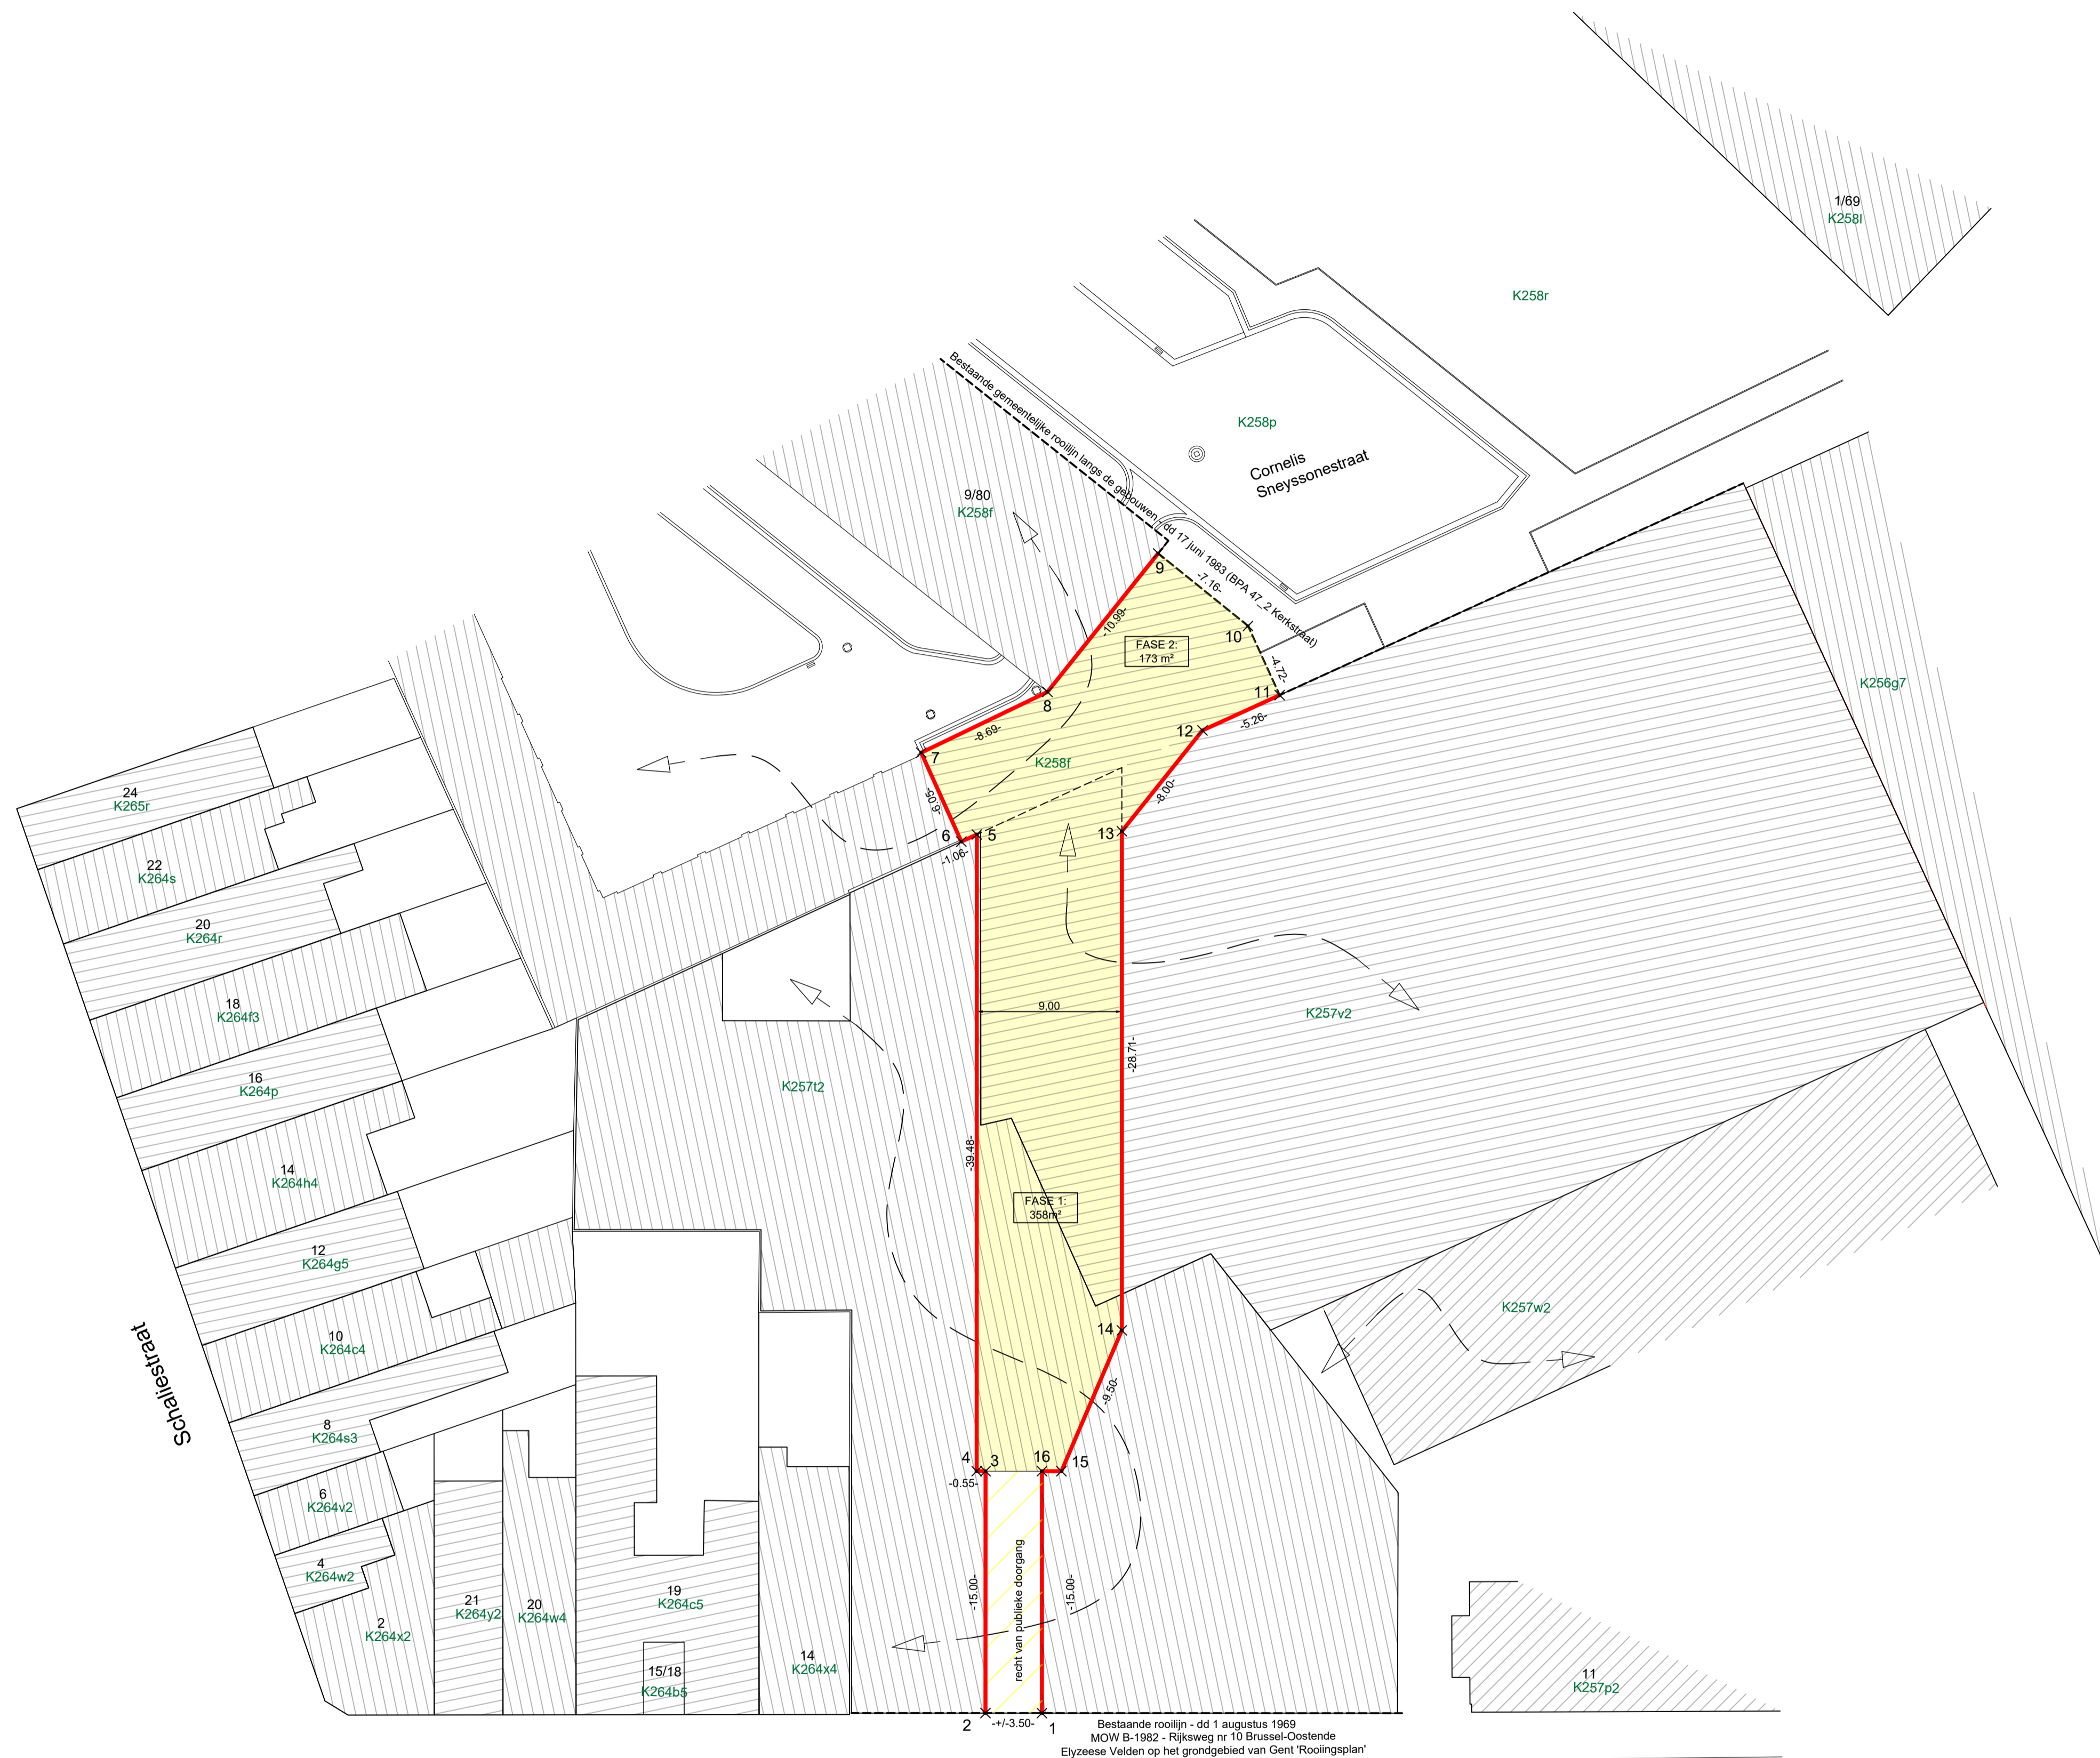 1/69
K258l
K258r
Bestaande gemeentelijke rooilijn langs de gebouwen - dd 17 juni 1983 (BPA 47_2 Kerkstraat)
K258p
Cornelis
Sneyssonestraat
9/80
K258f
9
-7.16-
-10.99-
10
FASE 2:
173 m²
-4.72-
11
8
-5.26-
12
-8.69-
7
K258f
K256g7
-8.00-
-6.05-
6
5
13
-1.06-
24
K265r
22
K264s
20
K264r
18
K264f3
16
K264p
14
K264h4
12
K264g5
10
K264c4
8
K264s3
6
K264v2
4
K264w2
2
K264x2
Schaliestraat
9.00
K257v2
-28.71-
K257t2
-39.48-
FASE 1:
358m²
K257w2
14
-9.50-
4
3
16
15
-0.55-
21
K264y2
20
K264w4
19
K264c5
15/18
K264b5
14
K264x4
-15.00-
recht van publieke doorgang
-15.00-
11
K257p2
2
-+/-3.50-
1
Bestaande rooilijn - dd 1 augustus 1969
MOW B-1982 - Rijksweg nr 10 Brussel-Oostende
Elyzeese Velden op het grondgebied van Gent 'Rooiingsplan'